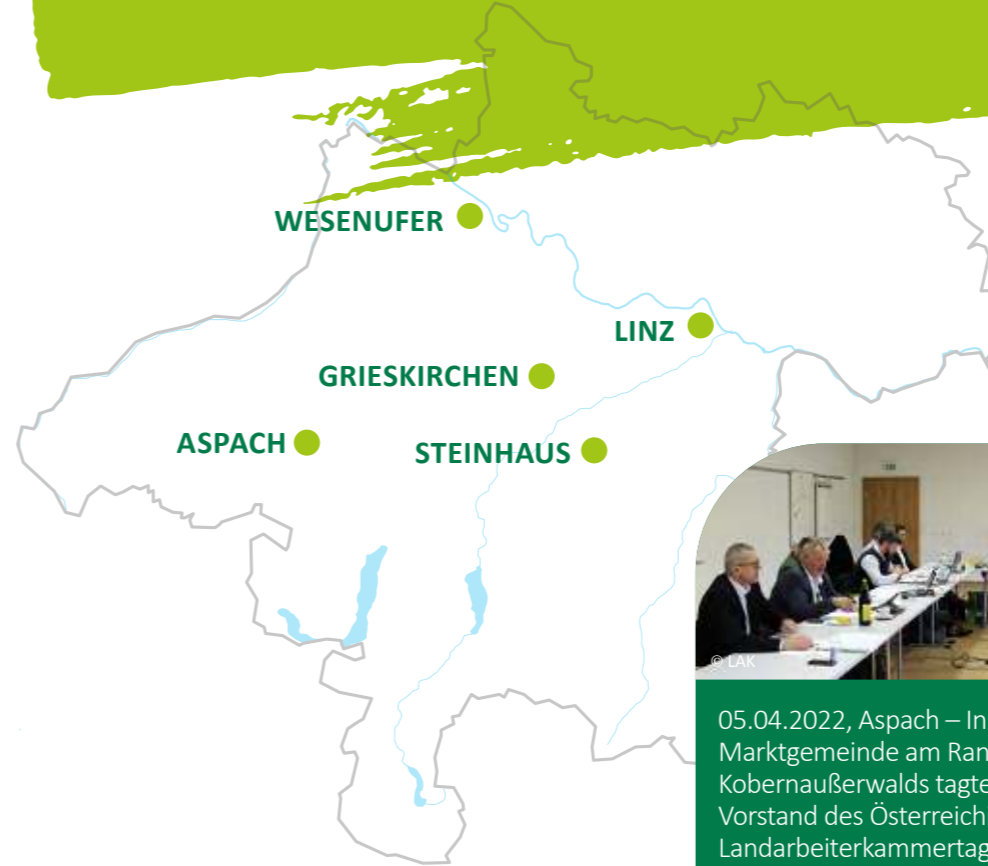 WESENUFER
LINZ
GRIESKIRCHEN
ASPACH
STEINHAUS
© LAK
05.04.2022, Aspach – In
Marktgemeinde am Ran
Kobernaußerwalds tagte
Vorstand des Österreich
Landarbeiterkammertag